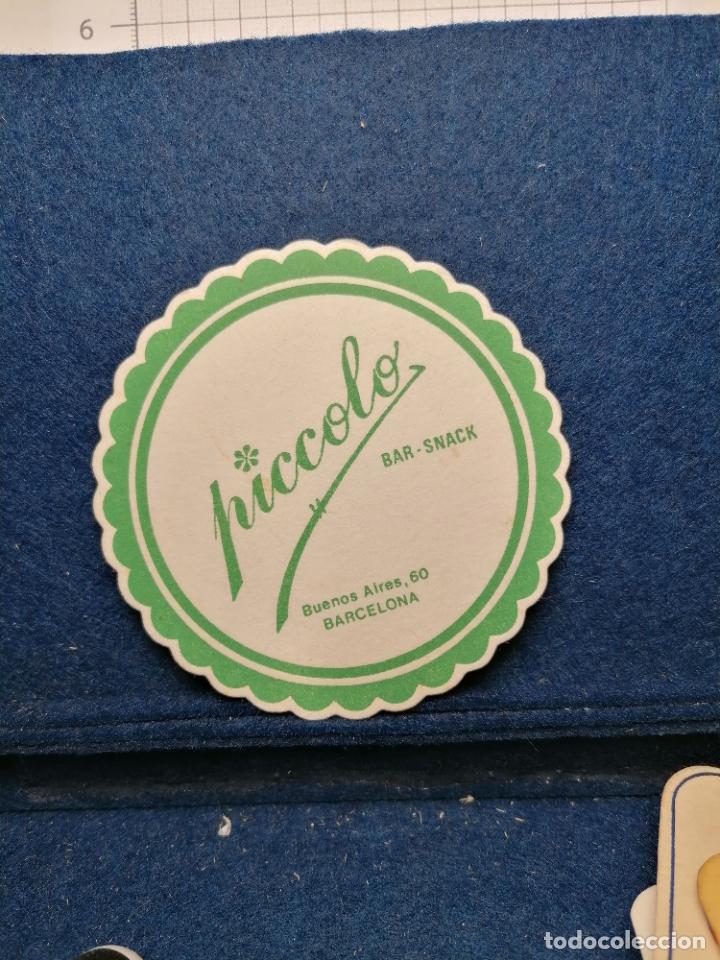 6
piccolo
BAR - SNACK
Buenos Aires, 60
BARCELONA
todocoleccion